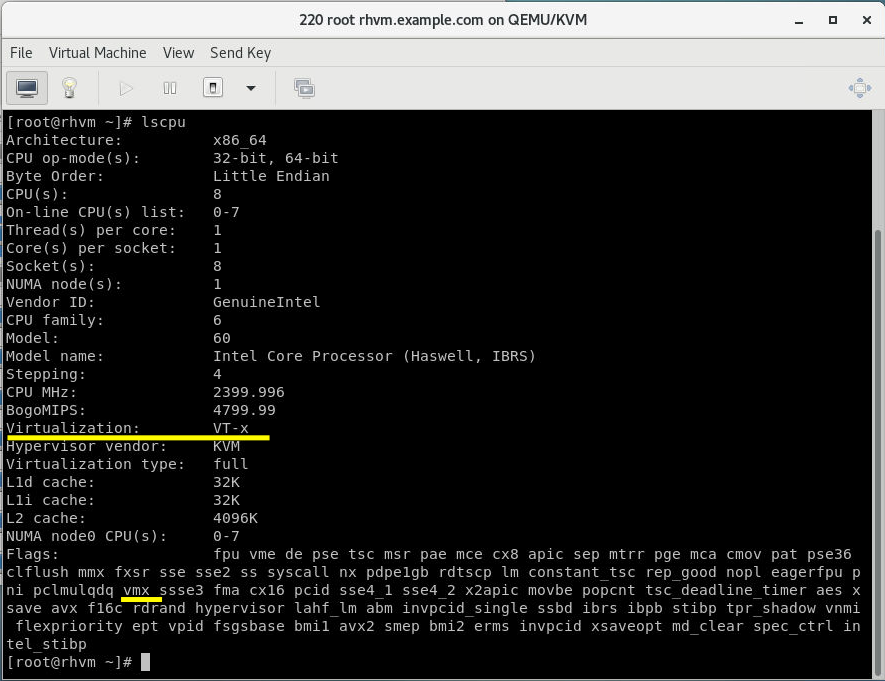 220 root rhvm.example.com on QEMU/KVM
File Virtual Machine View Send Key
[root@rhvm ~]# lscpu
Architecture: x86_64
CPU op-mode(s): 32-bit, 64-bit
Byte Order: Little Endian
CPU(s): 8
On-line CPU(s) list: 0-7
Thread(s) per core: 1
Core(s) per socket: 1
Socket(s): 8
NUMA node(s): 1
Vendor ID: GenuineIntel
CPU family: 6
Model: 60
Model name: Intel Core Processor (Haswell, IBRS)
Stepping: 4
CPU MHz: 2399.996
BogoMIPS: 4799.99
Virtualization: VT-x
Hypervisor vendor: KVM
Virtualization type: full
L1d cache: 32K
L1i cache: 32K
L2 cache: 4096K
NUMA node0 CPU(s): 0-7
Flags: fpu vme de pse tsc msr pae mce cx8 apic sep mtrr pge mca cmov pat pse36
clflush mmx fxsr sse sse2 ss syscall nx pdpe1gb rdtscp lm constant_tsc rep_good nopl eagerfpu p
ni pclmulqdq vmx ssse3 fma cx16 pcid sse4_1 sse4_2 x2apic movbe popcnt tsc_deadline_timer aes x
save avx f16c rdrand hypervisor lahf_lm abm invpcid_single ssbd ibrs ibpb stibp tpr_shadow vnmi
flexpriority ept vpid fsgsbase bmi1 avx2 smep bmi2 erms invpcid xsaveopt md_clear spec_ctrl in
tel_stibp
[root@rhvm ~]#